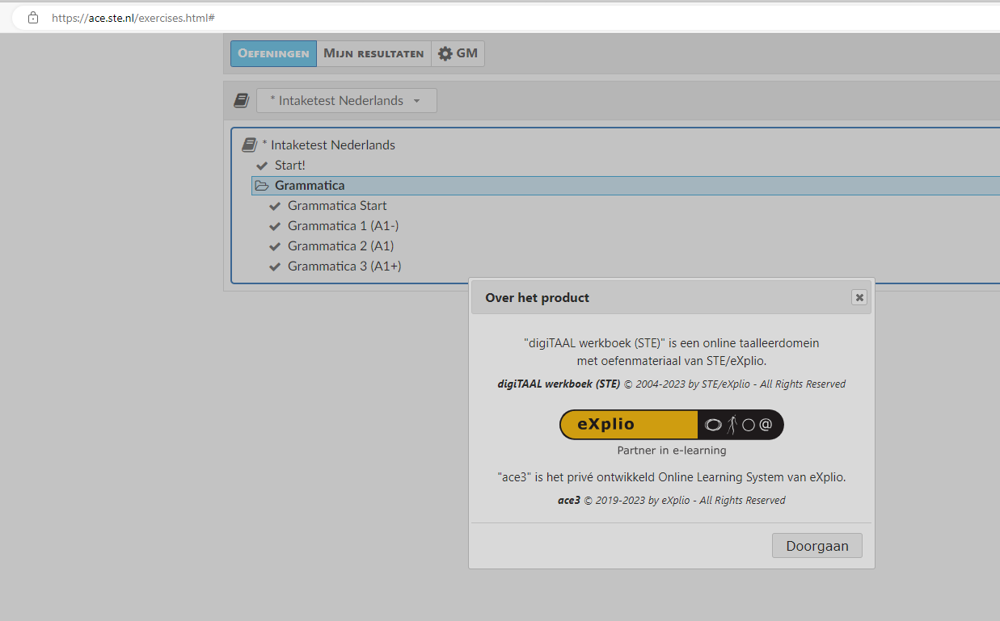 https://ace.ste.nl/exercises.html#
Oefeningen Mijn resultaten GM
* Intaketest Nederlands
* Intaketest Nederlands
Start!
Grammatica
Grammatica Start
Grammatica 1 (A1-)
Grammatica 2 (A1)
Grammatica 3 (A1+)
Over het product
"digiTAAL werkboek (STE)" is een online taalleerdomein
met oefenmateriaal van STE/eXplio.
digiTAAL werkboek (STE) © 2004-2023 by STE/eXplio - All Rights Reserved
eXplio @
Partner in e-learning
"ace3" is het privé ontwikkeld Online Learning System van eXplio.
ace3 © 2019-2023 by eXplio - All Rights Reserved
Doorgaan